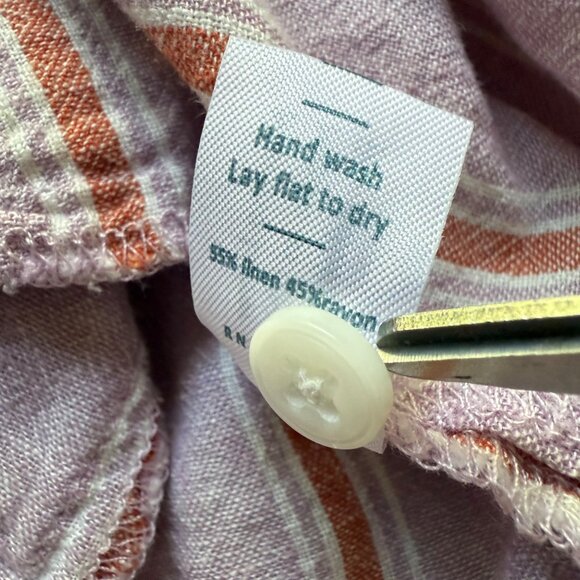 Hand wash
Lay flat to dry
55% linen 45%rayon
R N